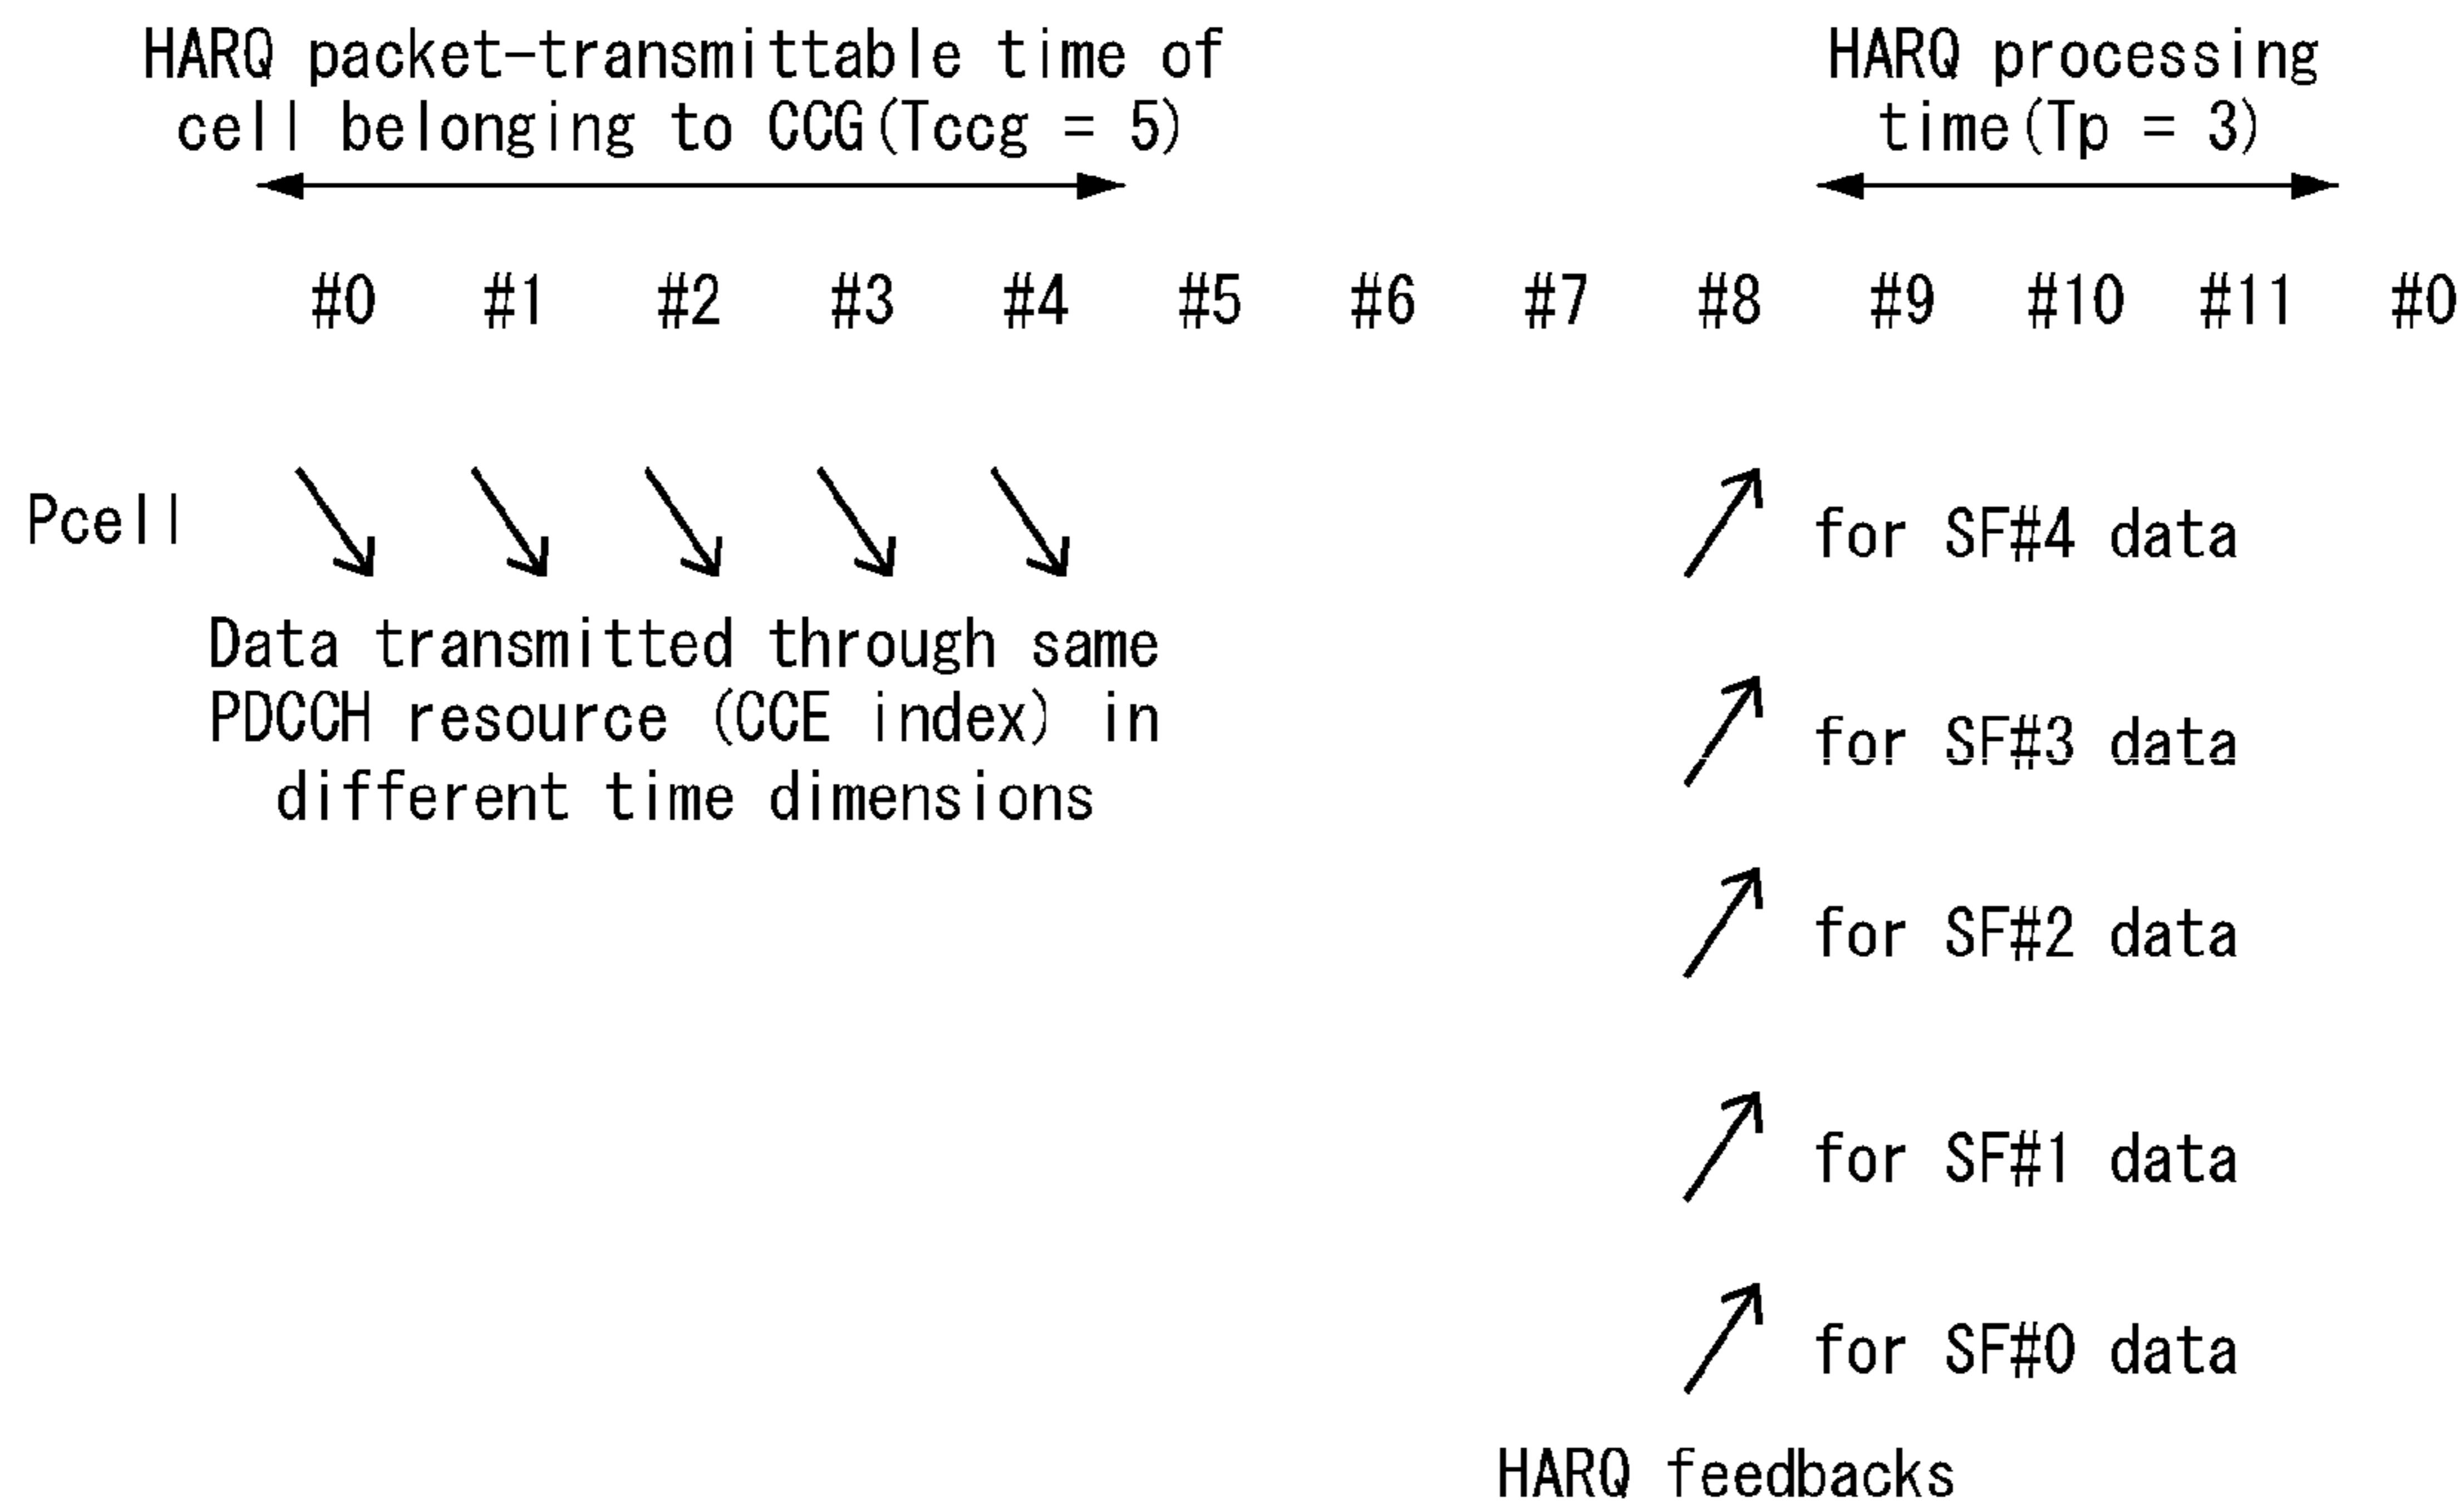 HARQ packet-transmittable time of
cell belonging to CCG(Tccg = 5)
HARQ processing
time(Tp = 3)
#0 #1 #2 #3 #4 #5 #6 #7 #8 #9 #10 #11 #0
Pcell
Data transmitted through same
PDCCH resource (CCE index) in
different time dimensions
for SF#4 data
for SF#3 data
for SF#2 data
for SF#1 data
for SF#0 data
HARQ feedbacks